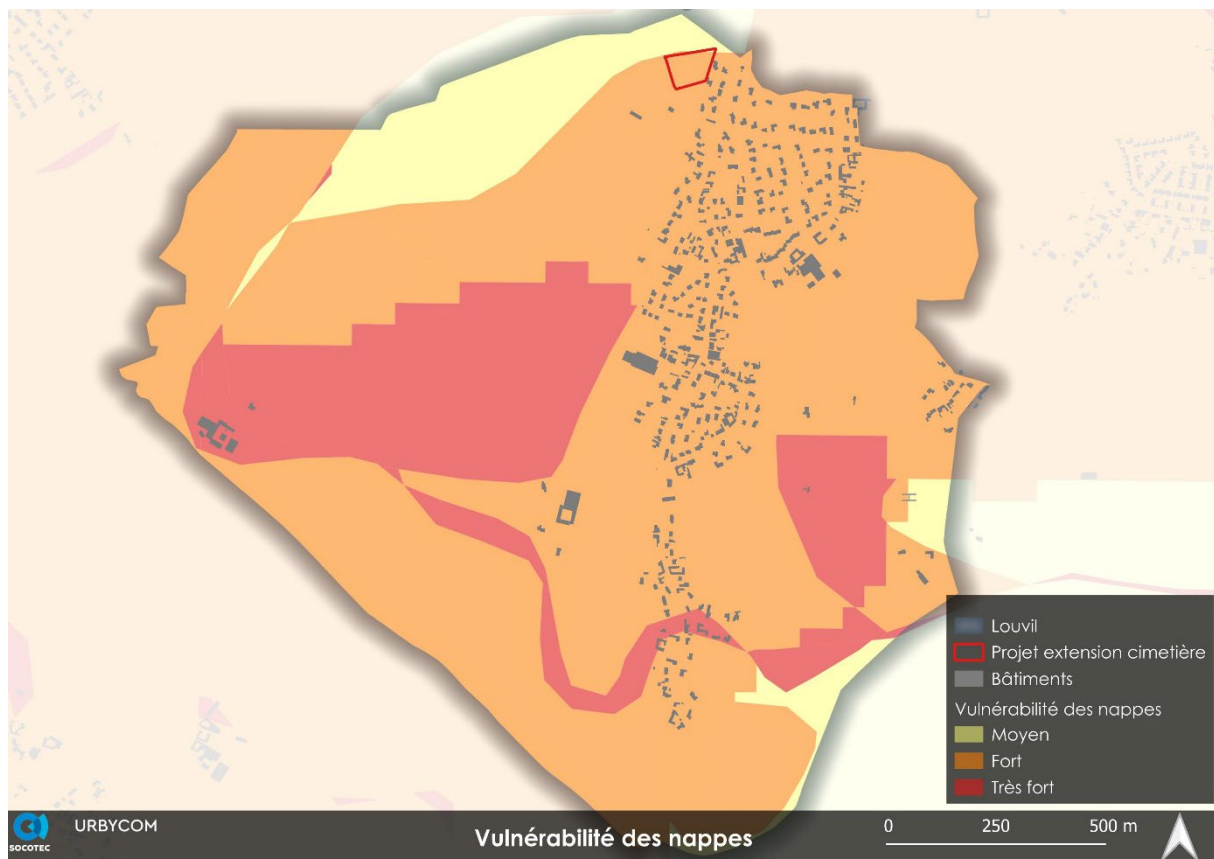 Louvil
Projet extension cimetière
Bâtiments
Vulnérabilité des nappes
Moyen
Fort
Très fort
SOCOTEC
URBYCOM
Vulnérabilité des nappes
0 250 500 m